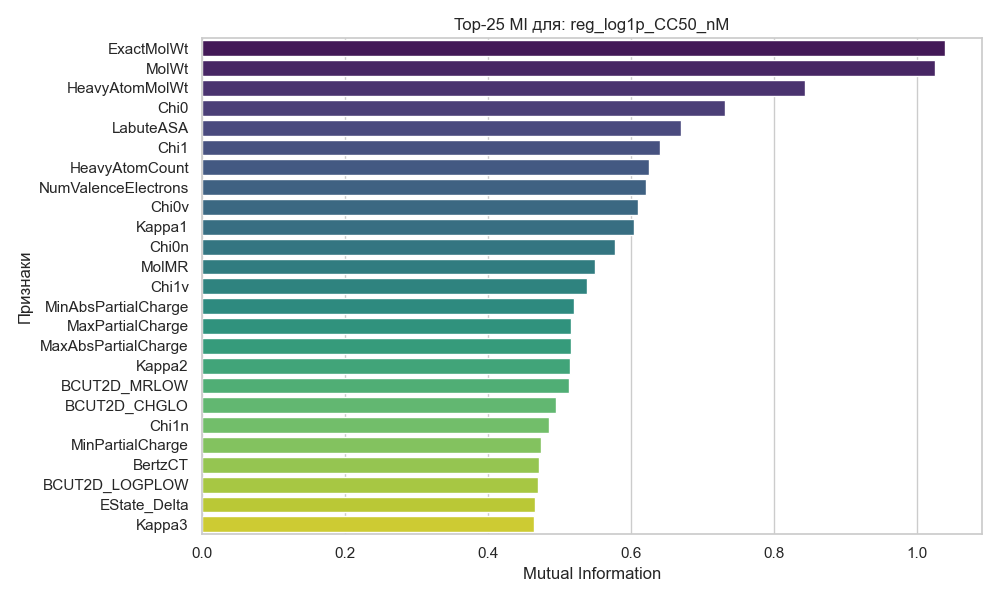 Top-25 MI для: reg_log1p_CC50_nM
Признаки
ExactMolWt
MolWt
HeavyAtomMolWt
Chi0
LabuteASA
Chi1
HeavyAtomCount
NumValenceElectrons
Chi0v
Kappa1
Chi0n
MolMR
Chi1v
MinAbsPartialCharge
MaxPartialCharge
MaxAbsPartialCharge
Kappa2
BCUT2D_MRLOW
BCUT2D_CHGLO
Chi1n
MinPartialCharge
BertzCT
BCUT2D_LOGPLOW
EState_Delta
Kappa3
0.0 0.2 0.4 0.6 0.8 1.0
Mutual Information